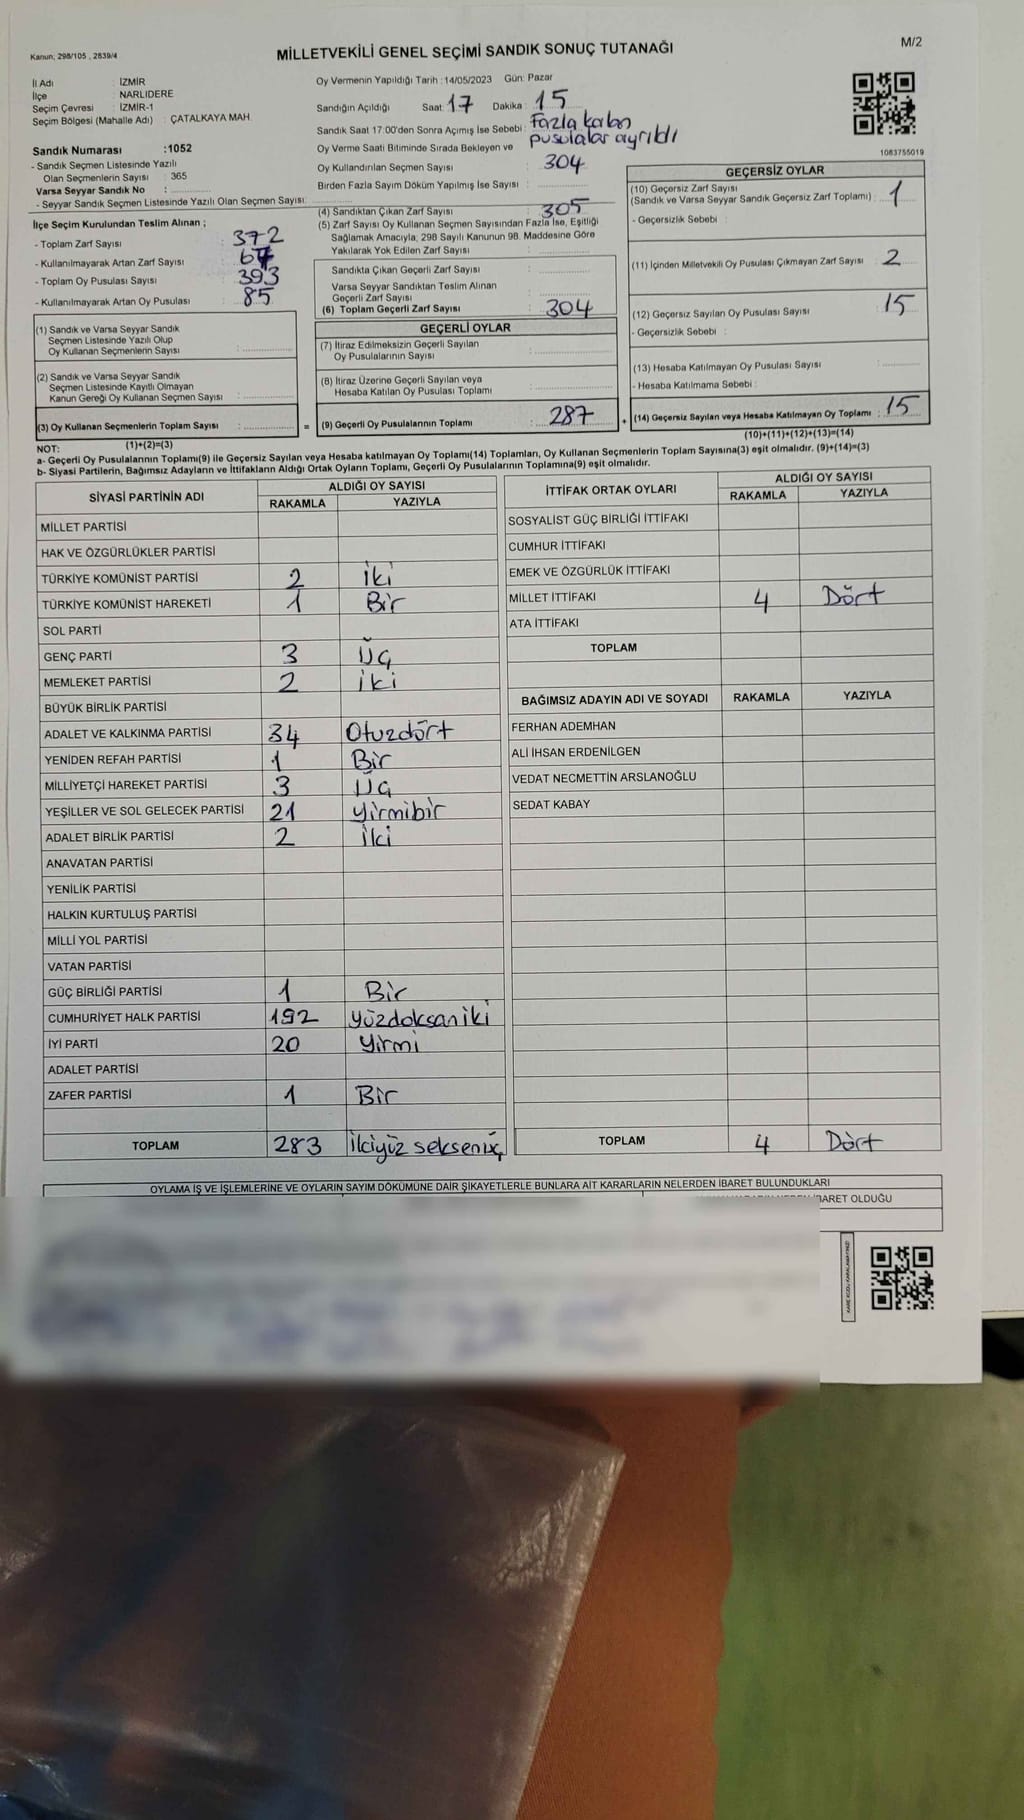 Kanun; 298/105 , 2839/4
MİLLETVEKİLİ GENEL SEÇİMİ SANDIK SONUÇ TUTANAĞI
M/2
İl Adı : İZMİR
İlçe : NARLIDERE
Seçim Çevresi : İZMİR-1
Seçim Bölgesi (Mahalle Adı) : ÇATALKAYA MAH.
Sandık Numarası :1052
- Sandık Seçmen Listesinde Yazılı
Olan Seçmenlerin Sayısı : 365
Varsa Seyyar Sandık No :
- Seyyar Sandık Seçmen Listesinde Yazılı Olan Seçmen Sayısı:
Oy Vermenin Yapıldığı Tarih : 14/05/2023 Gün: Pazar
Sandığın Açıldığı Saat: 17 Dakika : 15
Sandık Saat 17:00'den Sonra Açımış İse Sebebi: Fazla kalan
pusulalar ayrıldı
Oy Verme Saati Bitiminde Sırada Bekleyen ve
Oy Kullandırılan Seçmen Sayısı : 304
Birden Fazla Sayım Döküm Yapılmış İse Sayısı :
1083755019
İlçe Seçim Kurulundan Teslim Alınan ;
- Toplam Zarf Sayısı : 372
- Kullanılmayarak Artan Zarf Sayısı : 67
- Toplam Oy Pusulası Sayısı : 393
- Kullanılmayarak Artan Oy Pusulası : 85
(1) Sandık ve Varsa Seyyar Sandık
Seçmen Listesinde Yazılı Olup
Oy Kullanan Seçmenlerin Sayısı :
(2) Sandık ve Varsa Seyyar Sandık
Seçmen Listesinde Kayıtlı Olmayan
Kanun Gereği Oy Kullanan Seçmen Sayısı :
(3) Oy Kullanan Seçmenlerin Toplam Sayısı :
(1)+(2)=(3)
(4) Sandıktan Çıkan Zarf Sayısı : 305
(5) Zarf Sayısı Oy Kullanan Seçmen Sayısından Fazla İse, Eşitliği
Sağlamak Amacıyla; 298 Sayılı Kanunun 98. Maddesine Göre
Yakılarak Yok Edilen Zarf Sayısı :
Sandıkta Çıkan Geçerli Zarf Sayısı :
Varsa Seyyar Sandıktan Teslim Alınan
Geçerli Zarf Sayısı :
(6) Toplam Geçerli Zarf Sayısı : 304
GEÇERLİ OYLAR
(7) İtiraz Edilmeksizin Geçerli Sayılan
Oy Pusulalarının Sayısı :
(8) İtiraz Üzerine Geçerli Sayılan veya
Hesaba Katılan Oy Pusulası Toplamı :
= (9) Geçerli Oy Pusulalarının Toplamı : 287
GEÇERSİZ OYLAR
(10) Geçersiz Zarf Sayısı
(Sandık ve Varsa Seyyar Sandık Geçersiz Zarf Toplamı) : 1
- Geçersizlik Sebebi :
(11) İçinden Milletvekili Oy Pusulası Çıkmayan Zarf Sayısı : 2
(12) Geçersiz Sayılan Oy Pusulası Sayısı : 15
- Geçersizlik Sebebi :
(13) Hesaba Katılmayan Oy Pusulası Sayısı :
- Hesaba Katılmama Sebebi :
+ (14) Geçersiz Sayılan veya Hesaba Katılmayan Oy Toplamı : 15
(10)+(11)+(12)+(13)=(14)
NOT:
a- Geçerli Oy Pusulalarının Toplamı(9) ile Geçersiz Sayılan veya Hesaba katılmayan Oy Toplamı(14) Toplamları, Oy Kullanan Seçmenlerin Toplam Sayısına(3) eşit olmalıdır. (9)+(14)=(3)
b- Siyasi Partilerin, Bağımsız Adayların ve İttifakların Aldığı Ortak Oyların Toplamı, Geçerli Oy Pusulalarının Toplamına(9) eşit olmalıdır.
SİYASİ PARTİNİN ADI ALDIĞI OY SAYISI
RAKAMLA YAZIYLA
MİLLET PARTİSİ
HAK VE ÖZGÜRLÜKLER PARTİSİ
TÜRKİYE KOMÜNİST PARTİSİ 2 İki
TÜRKİYE KOMÜNİST HAREKETİ 1 Bir
SOL PARTİ
GENÇ PARTİ 3 Üç
MEMLEKET PARTİSİ 2 iki
BÜYÜK BİRLİK PARTİSİ
ADALET VE KALKINMA PARTİSİ 34 Otuzdört
YENİDEN REFAH PARTİSİ 1 Bir
MİLLİYETÇİ HAREKET PARTİSİ 3 Üç
YEŞİLLER VE SOL GELECEK PARTİSİ 21 yirmibir
ADALET BİRLİK PARTİSİ 2 İki
ANAVATAN PARTİSİ
YENİLİK PARTİSİ
HALKIN KURTULUŞ PARTİSİ
MİLLİ YOL PARTİSİ
VATAN PARTİSİ
GÜÇ BİRLİĞİ PARTİSİ 1 Bir
CUMHURİYET HALK PARTİSİ 192 yüzdoksaniki
İYİ PARTİ 20 yirmi
ADALET PARTİSİ
ZAFER PARTİSİ 1 Bir
TOPLAM 283 İkiyüz seksenüç
İTTİFAK ORTAK OYLARI ALDIĞI OY SAYISI
RAKAMLA YAZIYLA
SOSYALİST GÜÇ BİRLİĞİ İTTİFAKI
CUMHUR İTTİFAKI
EMEK VE ÖZGÜRLÜK İTTİFAKI
MİLLET İTTİFAKI 4 Dört
ATA İTTİFAKI
TOPLAM
BAĞIMSIZ ADAYIN ADI VE SOYADI RAKAMLA YAZIYLA
FERHAN ADEMHAN
ALİ İHSAN ERDENİLGEN
VEDAT NECMETTİN ARSLANOĞLU
SEDAT KABAY
TOPLAM 4 Dört
OYLAMA İŞ VE İŞLEMLERİNE VE OYLARIN SAYIM DÖKÜMÜNE DAİR ŞİKAYETLERLE BUNLARA AİT KARARLARIN NELERDEN İBARET BULUNDUKLARI
İBARET OLDUĞU